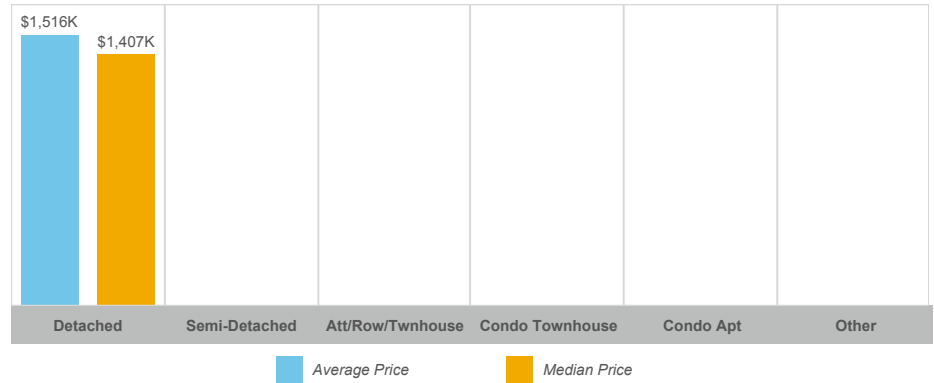 $1,516K
$1,407K
Detached Semi-Detached Att/Row/Twnhouse Condo Townhouse Condo Apt Other
Average Price Median Price